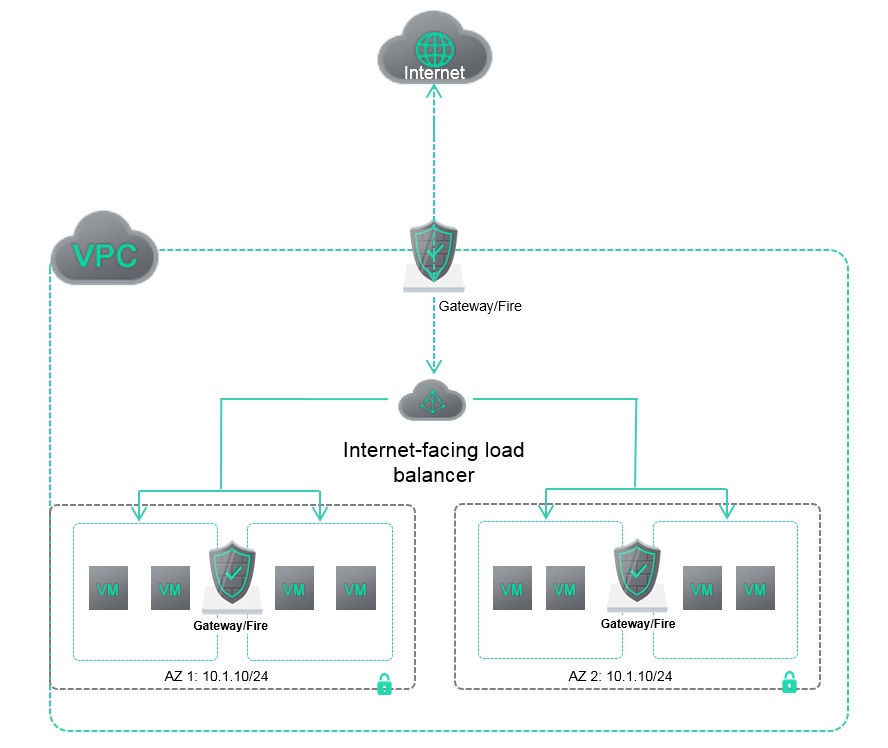 Internet
VPC
Gateway/Fire
Internet-facing load
balancer
VM
VM
VM
VM
Gateway/Fire
AZ 1: 10.1.10/24
VM
VM
VM
VM
Gateway/Fire
AZ 2: 10.1.10/24